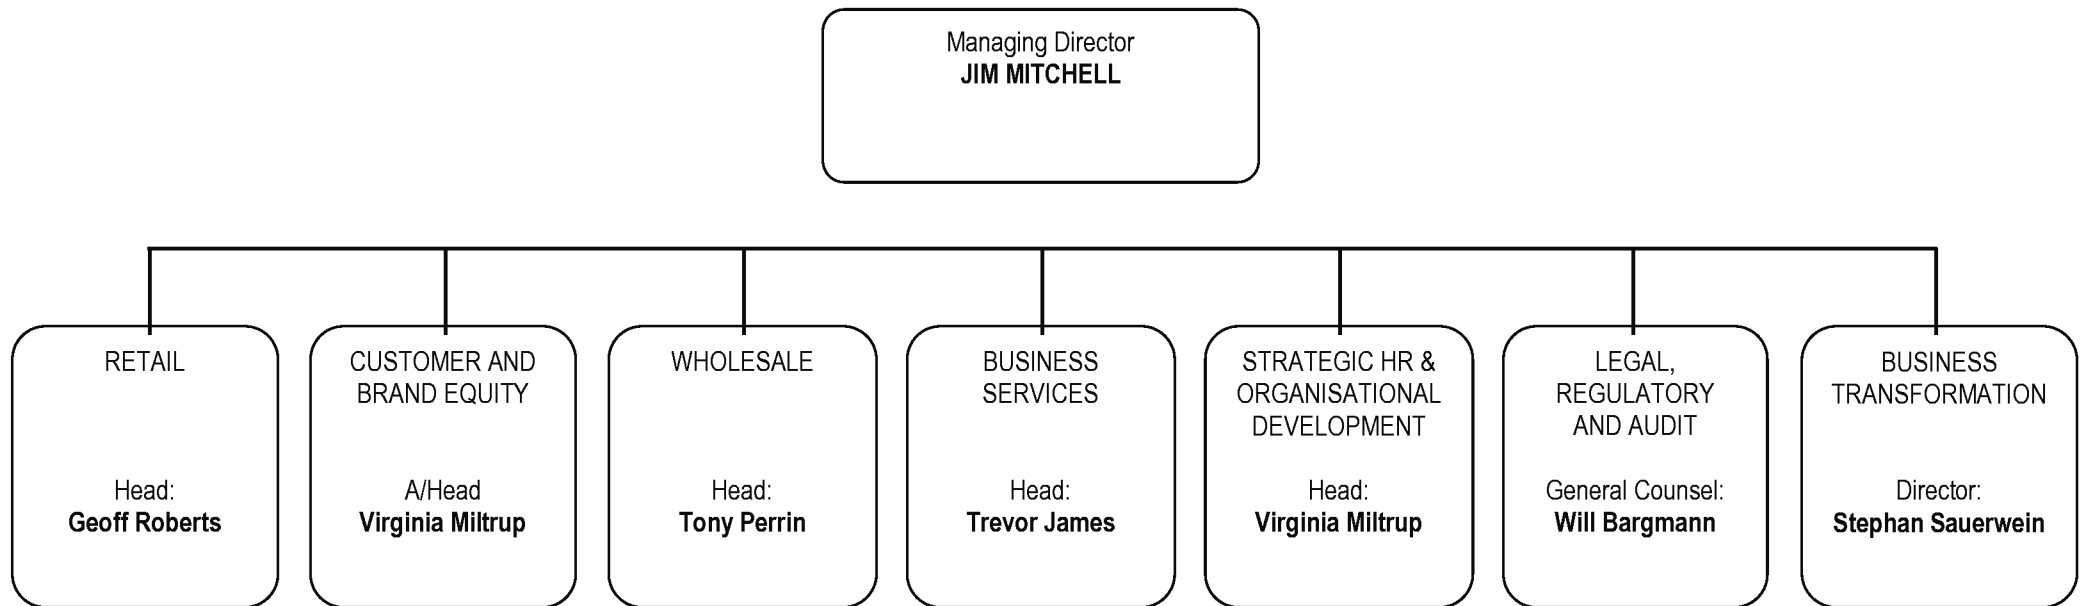 Managing Director
JIM MITCHELL
RETAIL
Head:
Geoff Roberts
CUSTOMER AND
BRAND EQUITY
A/Head
Virginia Miltrup
WHOLESALE
Head:
Tony Perrin
BUSINESS
SERVICES
Head:
Trevor James
STRATEGIC HR &
ORGANISATIONAL
DEVELOPMENT
Head:
Virginia Miltrup
LEGAL,
REGULATORY
AND AUDIT
General Counsel:
Will Bargmann
BUSINESS
TRANSFORMATION
Director:
Stephan Sauerwein